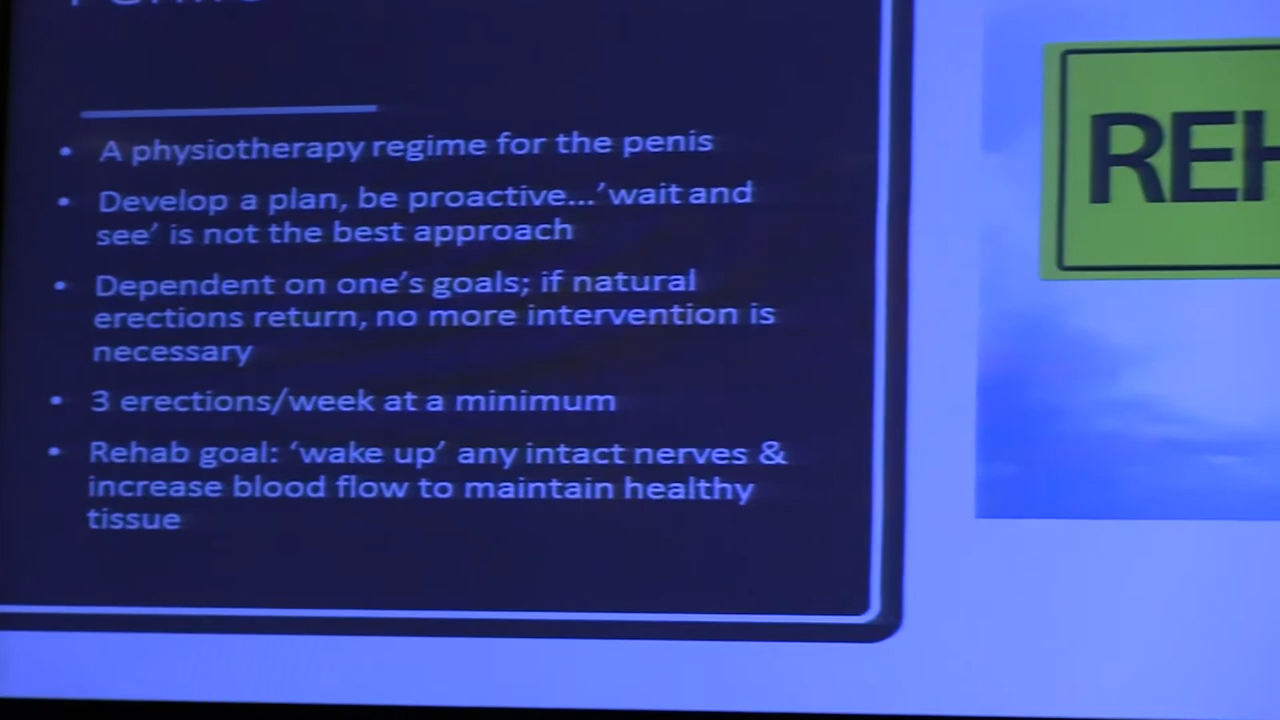 • A physiotherapy regime for the penis
• Develop a plan, be proactive...'wait and
see' is not the best approach
• Dependent on one's goals; if natural
erections return, no more intervention is
necessary
• 3 erections/week at a minimum
• Rehab goal: 'wake up' any intact nerves &
increase blood flow to maintain healthy
tissue